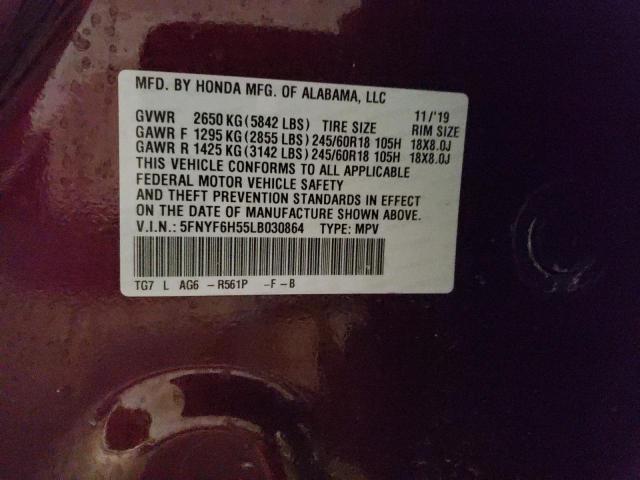 MFD. BY HONDA MFG. OF ALABAMA, LLC
GVWR 2650 KG (5842 LBS) TIRE SIZE 11/'19 RIM SIZE
GAWR F 1295 KG (2855 LBS) 245/60R18 105H 18X8.0J
GAWR R 1425 KG (3142 LBS) 245/60R18 105H 18X8.0J
THIS VEHICLE CONFORMS TO ALL APPLICABLE
FEDERAL MOTOR VEHICLE SAFETY
AND THEFT PREVENTION STANDARDS IN EFFECT
ON THE DATE OF MANUFACTURE SHOWN ABOVE.
V.I.N.: 5FNYF6H55LB030864 TYPE: MPV
TG7 L AG6 -R561P -F-B